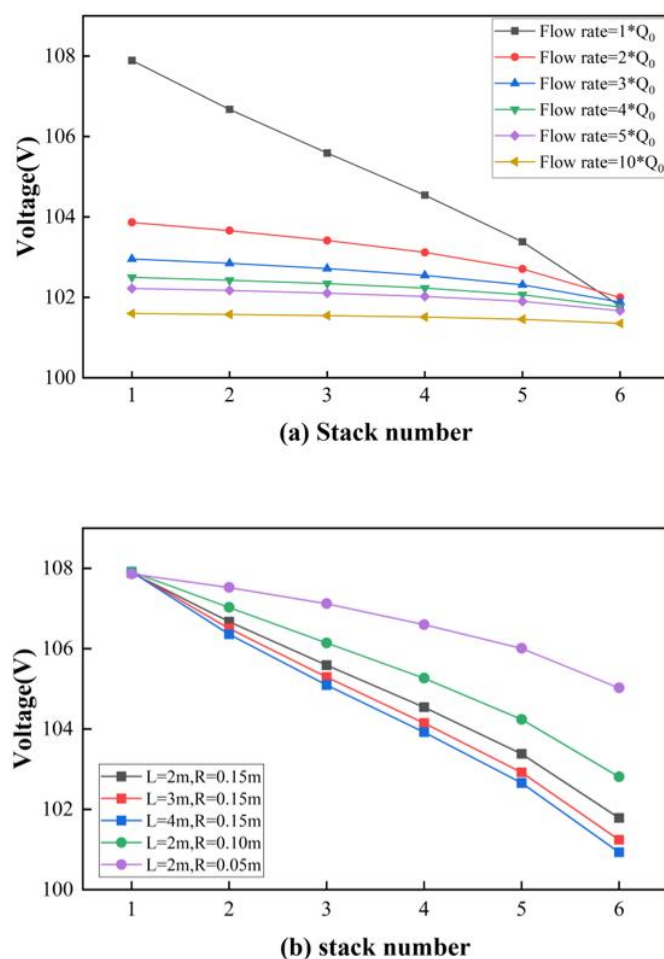 Voltage(V)
108
106
104
102
100
Flow rate=1*Q₀
Flow rate=2*Q₀
Flow rate=3*Q₀
Flow rate=4*Q₀
Flow rate=5*Q₀
Flow rate=10*Q₀
1 2 3 4 5 6
(a) Stack number
Voltage(V)
108
106
104
102
100
L=2m,R=0.15m
L=3m,R=0.15m
L=4m,R=0.15m
L=2m,R=0.10m
L=2m,R=0.05m
1 2 3 4 5 6
(b) stack number